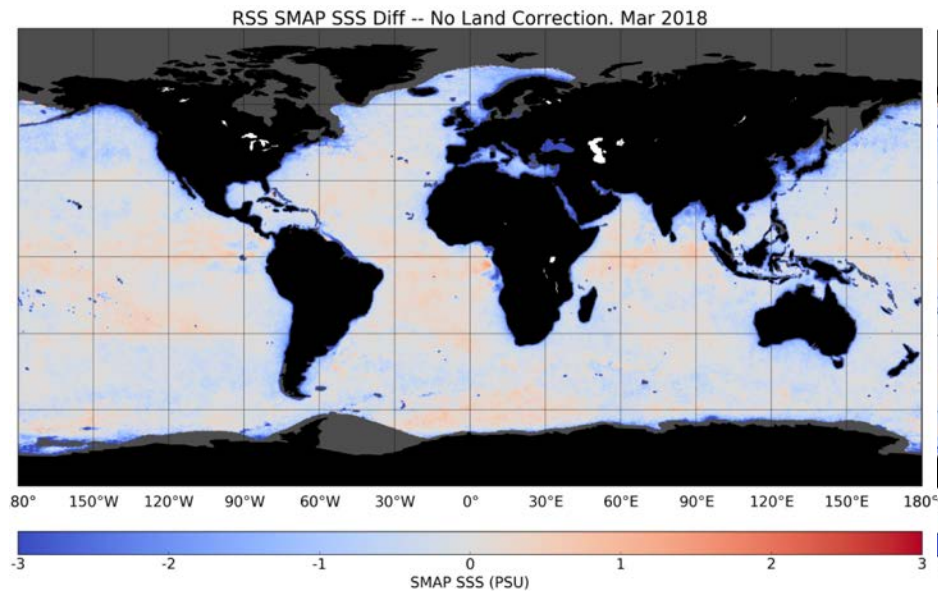 RSS SMAP SSS Diff -- No Land Correction. Mar 2018
80° 150°W 120°W 90°W 60°W 30°W 0° 30°E 60°E 90°E 120°E 150°E 180°
-3 -2 -1 0 1 2 3
SMAP SSS (PSU)